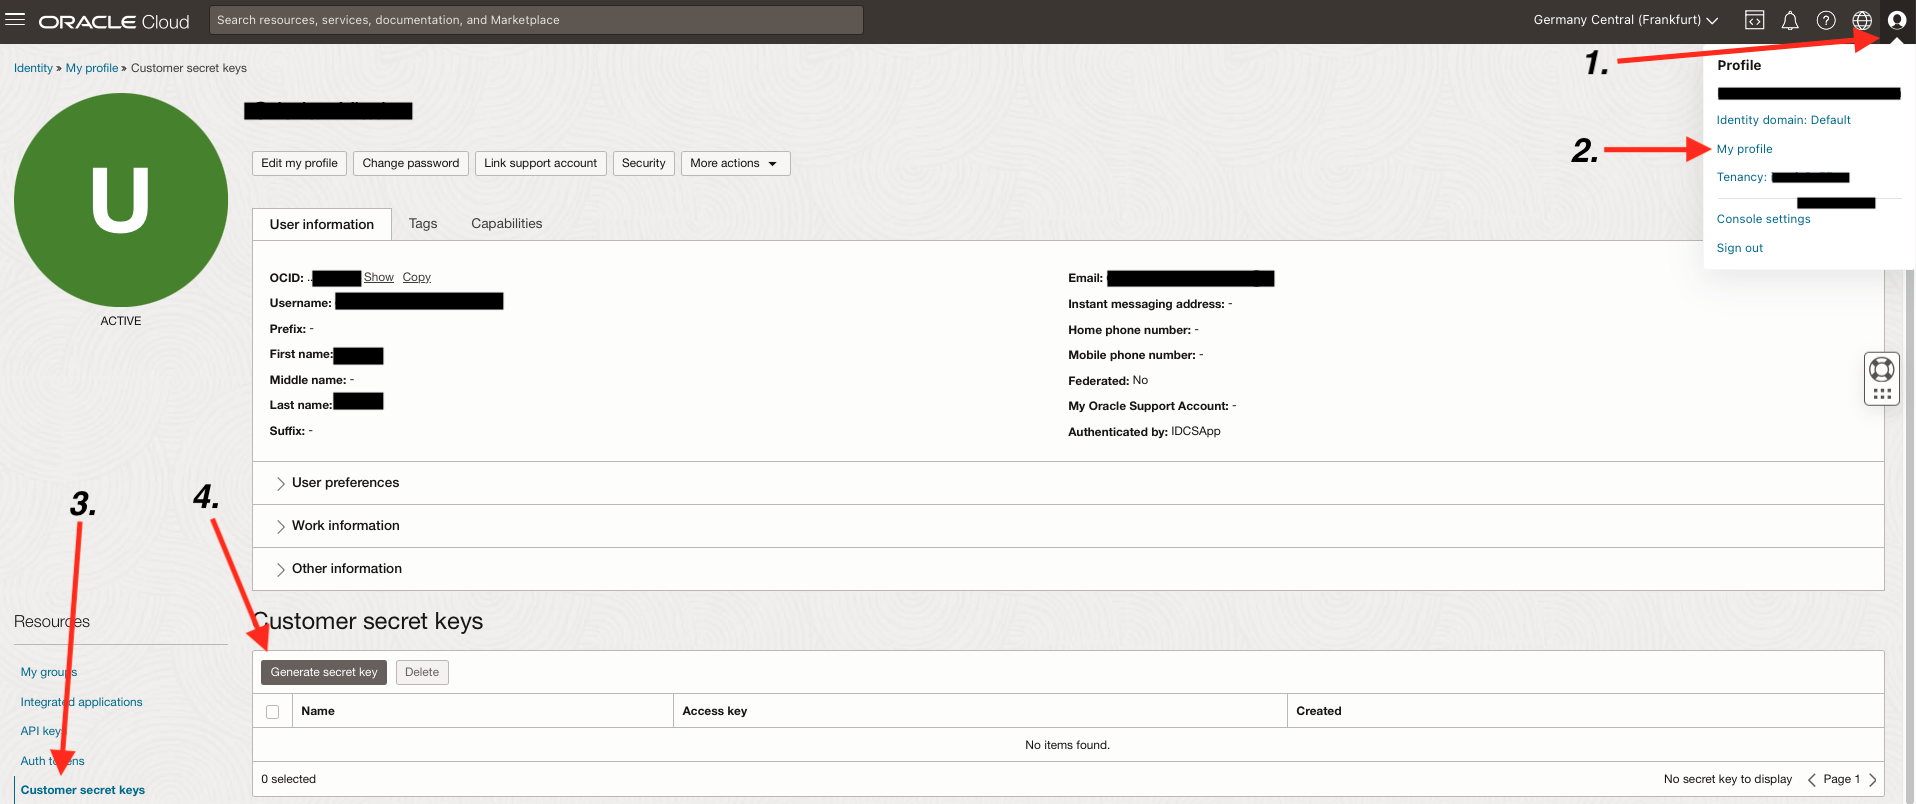 ORACLE Cloud
Search resources, services, documentation, and Marketplace
Germany Central (Frankfurt)
1.
Identity » My profile » Customer secret keys
Profile
Identity domain: Default
2.
My profile
Tenancy:
Console settings
Sign out
U
ACTIVE
Edit my profile
Change password
Link support account
Security
More actions
User information
Tags
Capabilities
OCID: .. Show Copy
Username:
Prefix: -
First name:
Middle name: -
Last name:
Suffix: -
Email:
Instant messaging address: -
Home phone number: -
Mobile phone number: -
Federated: No
My Oracle Support Account: -
Authenticated by: IDCSApp
User preferences
Work information
Other information
3.
4.
Resources
My groups
Integrated applications
API keys
Auth tokens
Customer secret keys
Customer secret keys
Generate secret key
Delete
Name
Access key
Created
No items found.
0 selected
No secret key to display
Page 1